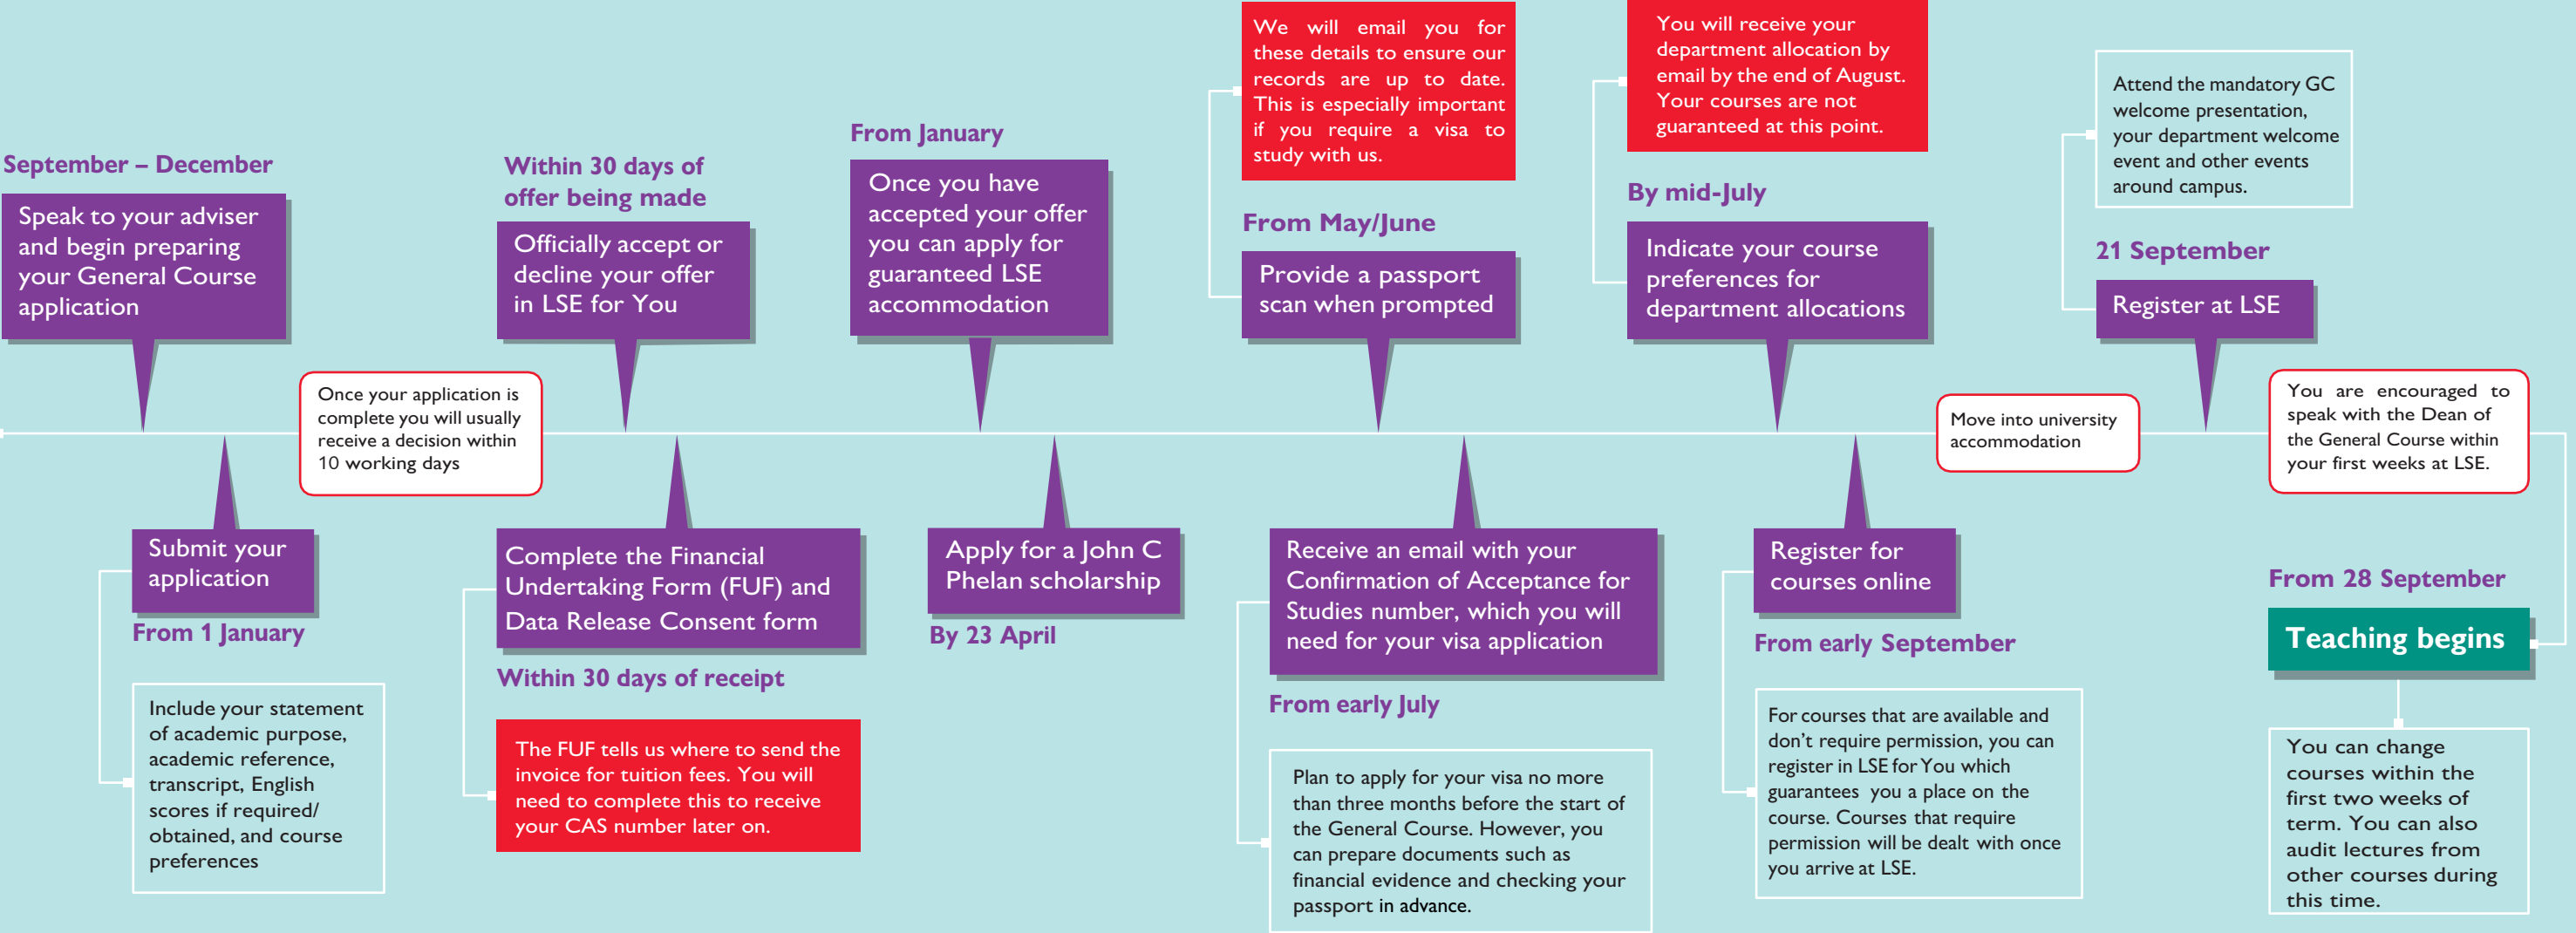 September – December
Speak to your adviser
and begin preparing
your General Course
application
Submit your
application
From 1 January
Include your statement
of academic purpose,
academic reference,
transcript, English
scores if required/
obtained, and course
preferences
Once your application is
complete you will usually
receive a decision within
10 working days
Within 30 days of
offer being made
Officially accept or
decline your offer
in LSE for You
Complete the Financial
Undertaking Form (FUF) and
Data Release Consent form
Within 30 days of receipt
The FUF tells us where to send the
invoice for tuition fees. You will
need to complete this to receive
your CAS number later on.
From January
Once you have
accepted your offer
you can apply for
guaranteed LSE
accommodation
Apply for a John C
Phelan scholarship
By 23 April
We will email you for
these details to ensure our
records are up to date.
This is especially important
if you require a visa to
study with us.
From May/June
Provide a passport
scan when prompted
Receive an email with your
Confirmation of Acceptance for
Studies number, which you will
need for your visa application
From early July
Plan to apply for your visa no more
than three months before the start of
the General Course. However, you
can prepare documents such as
financial evidence and checking your
passport in advance.
You will receive your
department allocation by
email by the end of August.
Your courses are not
guaranteed at this point.
By mid-July
Indicate your course
preferences for
department allocations
Register for
courses online
From early September
For courses that are available and
don’t require permission, you can
register in LSE for You which
guarantees you a place on the
course. Courses that require
permission will be dealt with once
you arrive at LSE.
Move into university
accommodation
Attend the mandatory GC
welcome presentation,
your department welcome
event and other events
around campus.
21 September
Register at LSE
You are encouraged to
speak with the Dean of
the General Course within
your first weeks at LSE.
From 28 September
Teaching begins
You can change
courses within the
first two weeks of
term. You can also
audit lectures from
other courses during
this time.